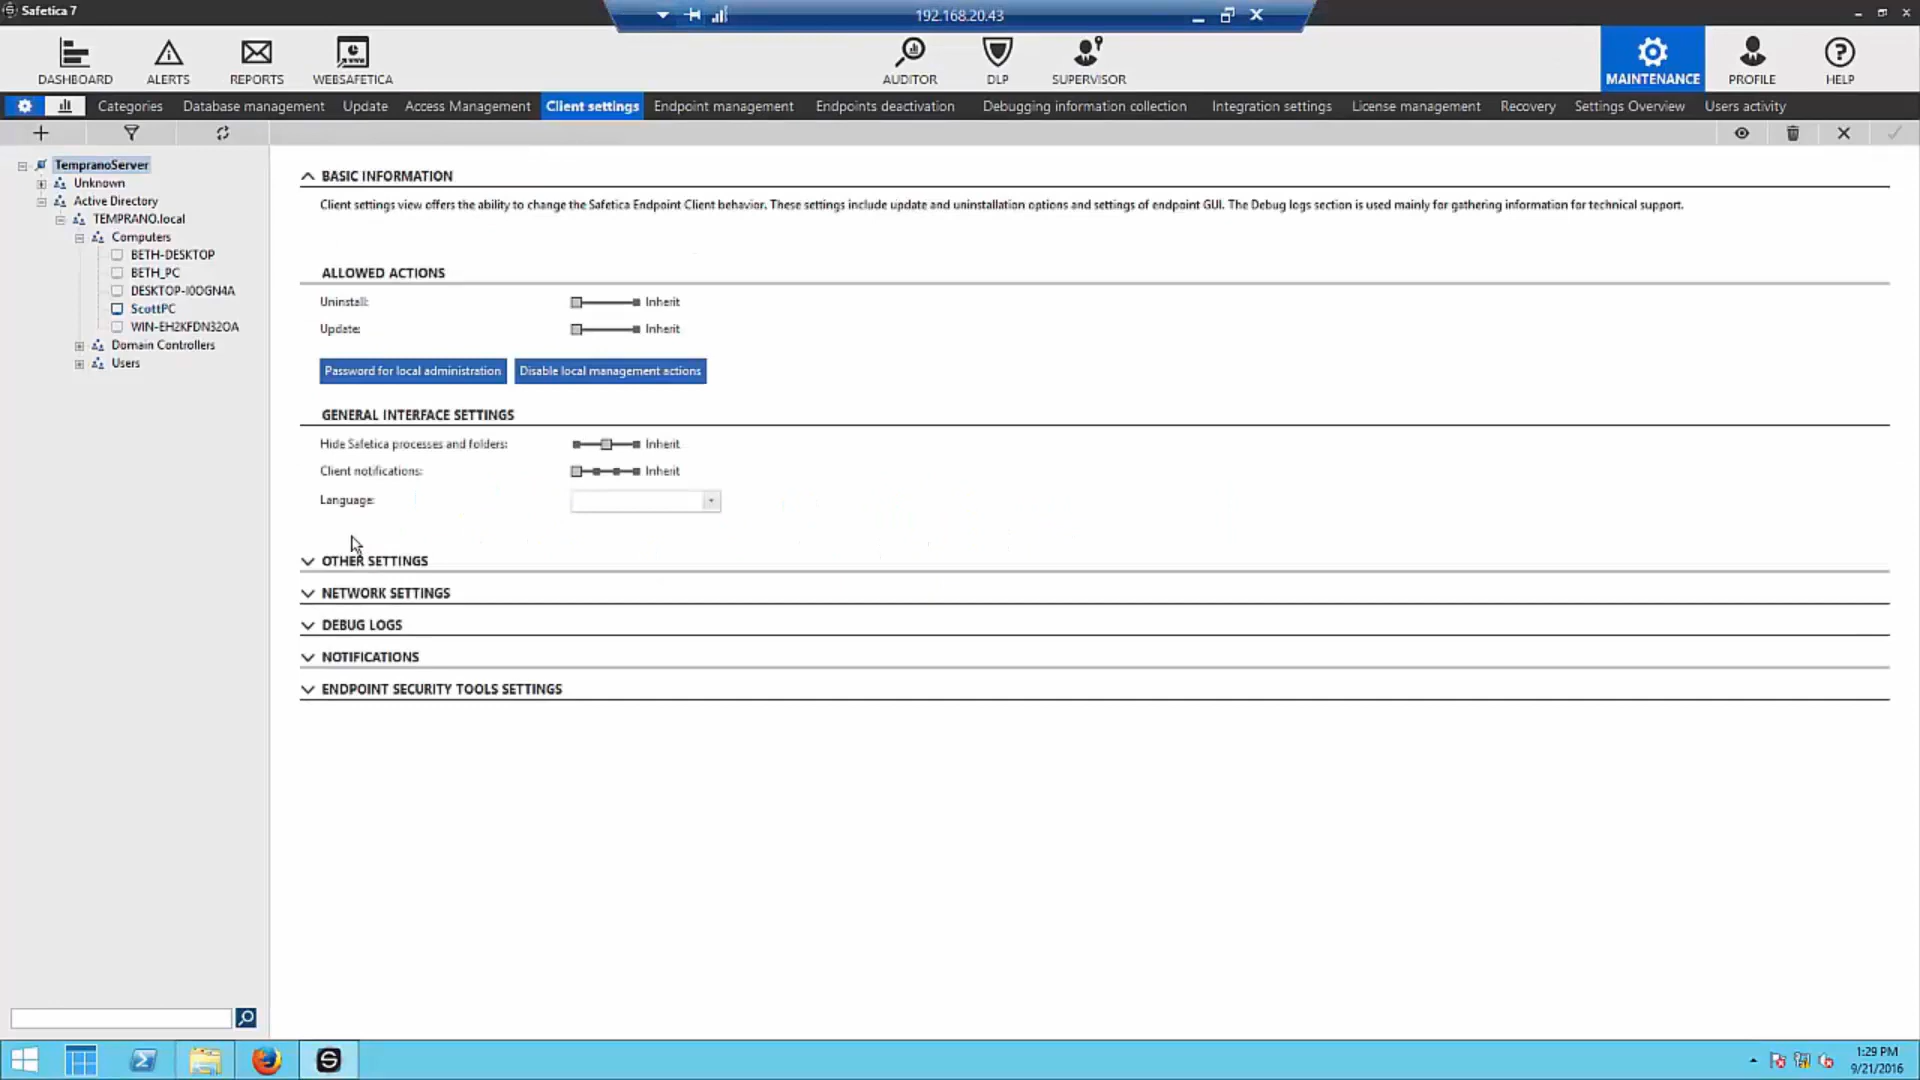 Safetica 7
192.168.20.43
DASHBOARD ALERTS REPORTS WEBSAFETICA AUDITOR DLP SUPERVISOR MAINTENANCE PROFILE HELP
Categories Database management Update Access Management Client settings Endpoint management Endpoints deactivation Debugging information collection Integration settings License management Recovery Settings Overview Users activity
TempranoServer
Unknown
Active Directory
TEMPRANO.local
Computers
BETH-DESKTOP
BETH_PC
DESKTOP-I0OGN4A
ScottPC
WIN-EH2KFDN32OA
Domain Controllers
Users
BASIC INFORMATION
Client settings view offers the ability to change the Safetica Endpoint Client behavior. These settings include update and uninstallation options and settings of endpoint GUI. The Debug logs section is used mainly for gathering information for technical support.
ALLOWED ACTIONS
Uninstall: Inherit
Update: Inherit
Password for local administration Disable local management actions
GENERAL INTERFACE SETTINGS
Hide Safetica processes and folders: Inherit
Client notifications: Inherit
Language:
OTHER SETTINGS
NETWORK SETTINGS
DEBUG LOGS
NOTIFICATIONS
ENDPOINT SECURITY TOOLS SETTINGS
1:29 PM
9/21/2016